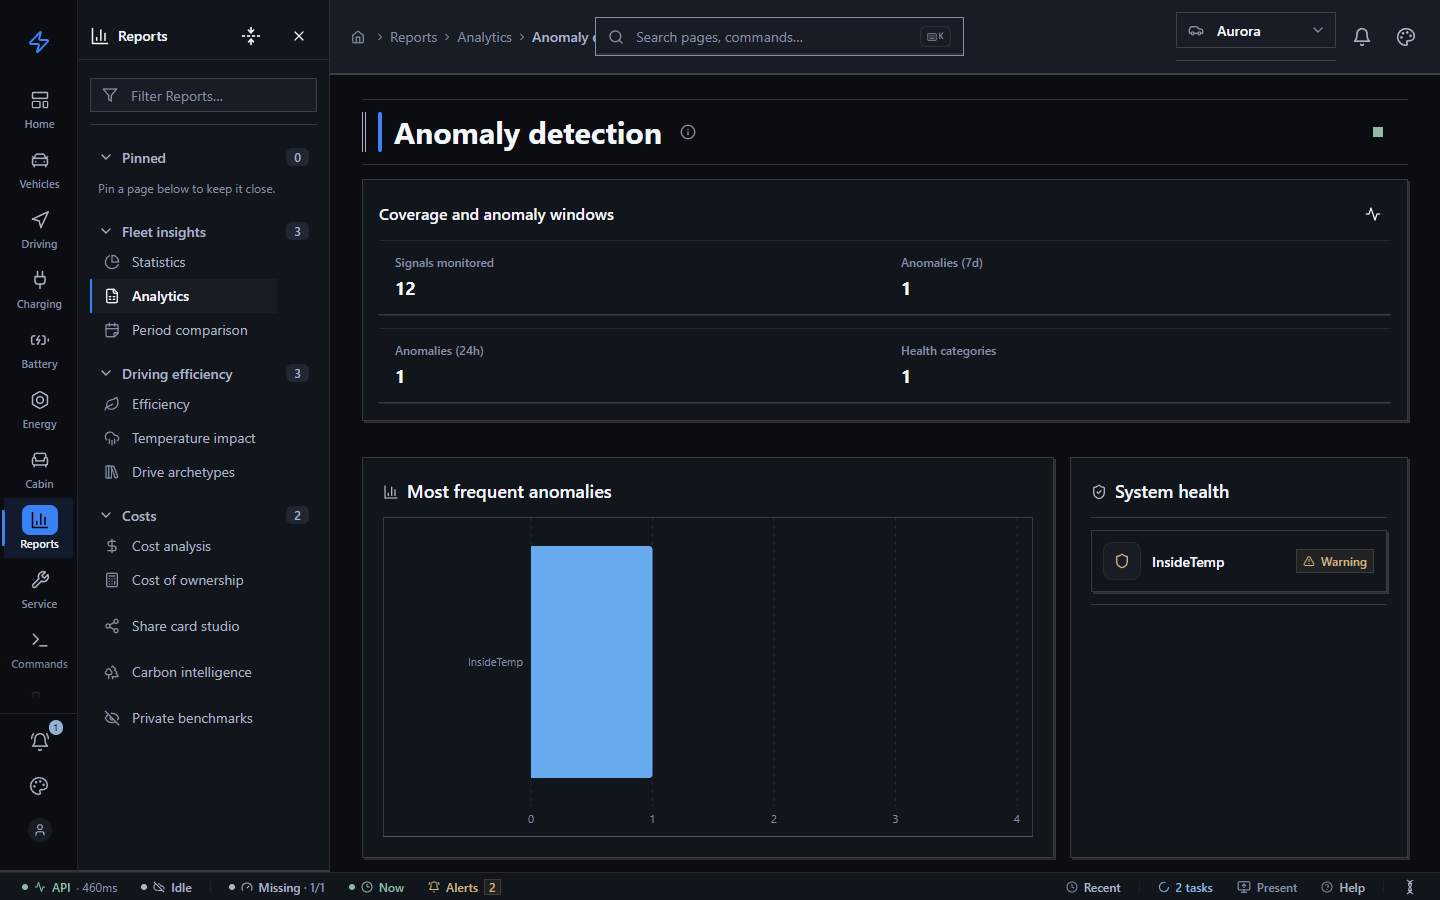 Home
Vehicles
Driving
Charging
Battery
Energy
Cabin
Reports
Service
Commands
1
Reports
Filter Reports...
Pinned 0
Pin a page below to keep it close.
Fleet insights 3
Statistics
Analytics
Period comparison
Driving efficiency 3
Efficiency
Temperature impact
Drive archetypes
Costs 2
Cost analysis
Cost of ownership
Share card studio
Carbon intelligence
Private benchmarks
Reports Analytics Anomaly
Search pages, commands... K
Aurora
Anomaly detection
Coverage and anomaly windows
Signals monitored
12
Anomalies (7d)
1
Anomalies (24h)
1
Health categories
1
Most frequent anomalies
InsideTemp
0 1 2 3 4
System health
InsideTemp Warning
API · 460ms Idle Missing · 1/1 Now Alerts 2 Recent 2 tasks Present Help